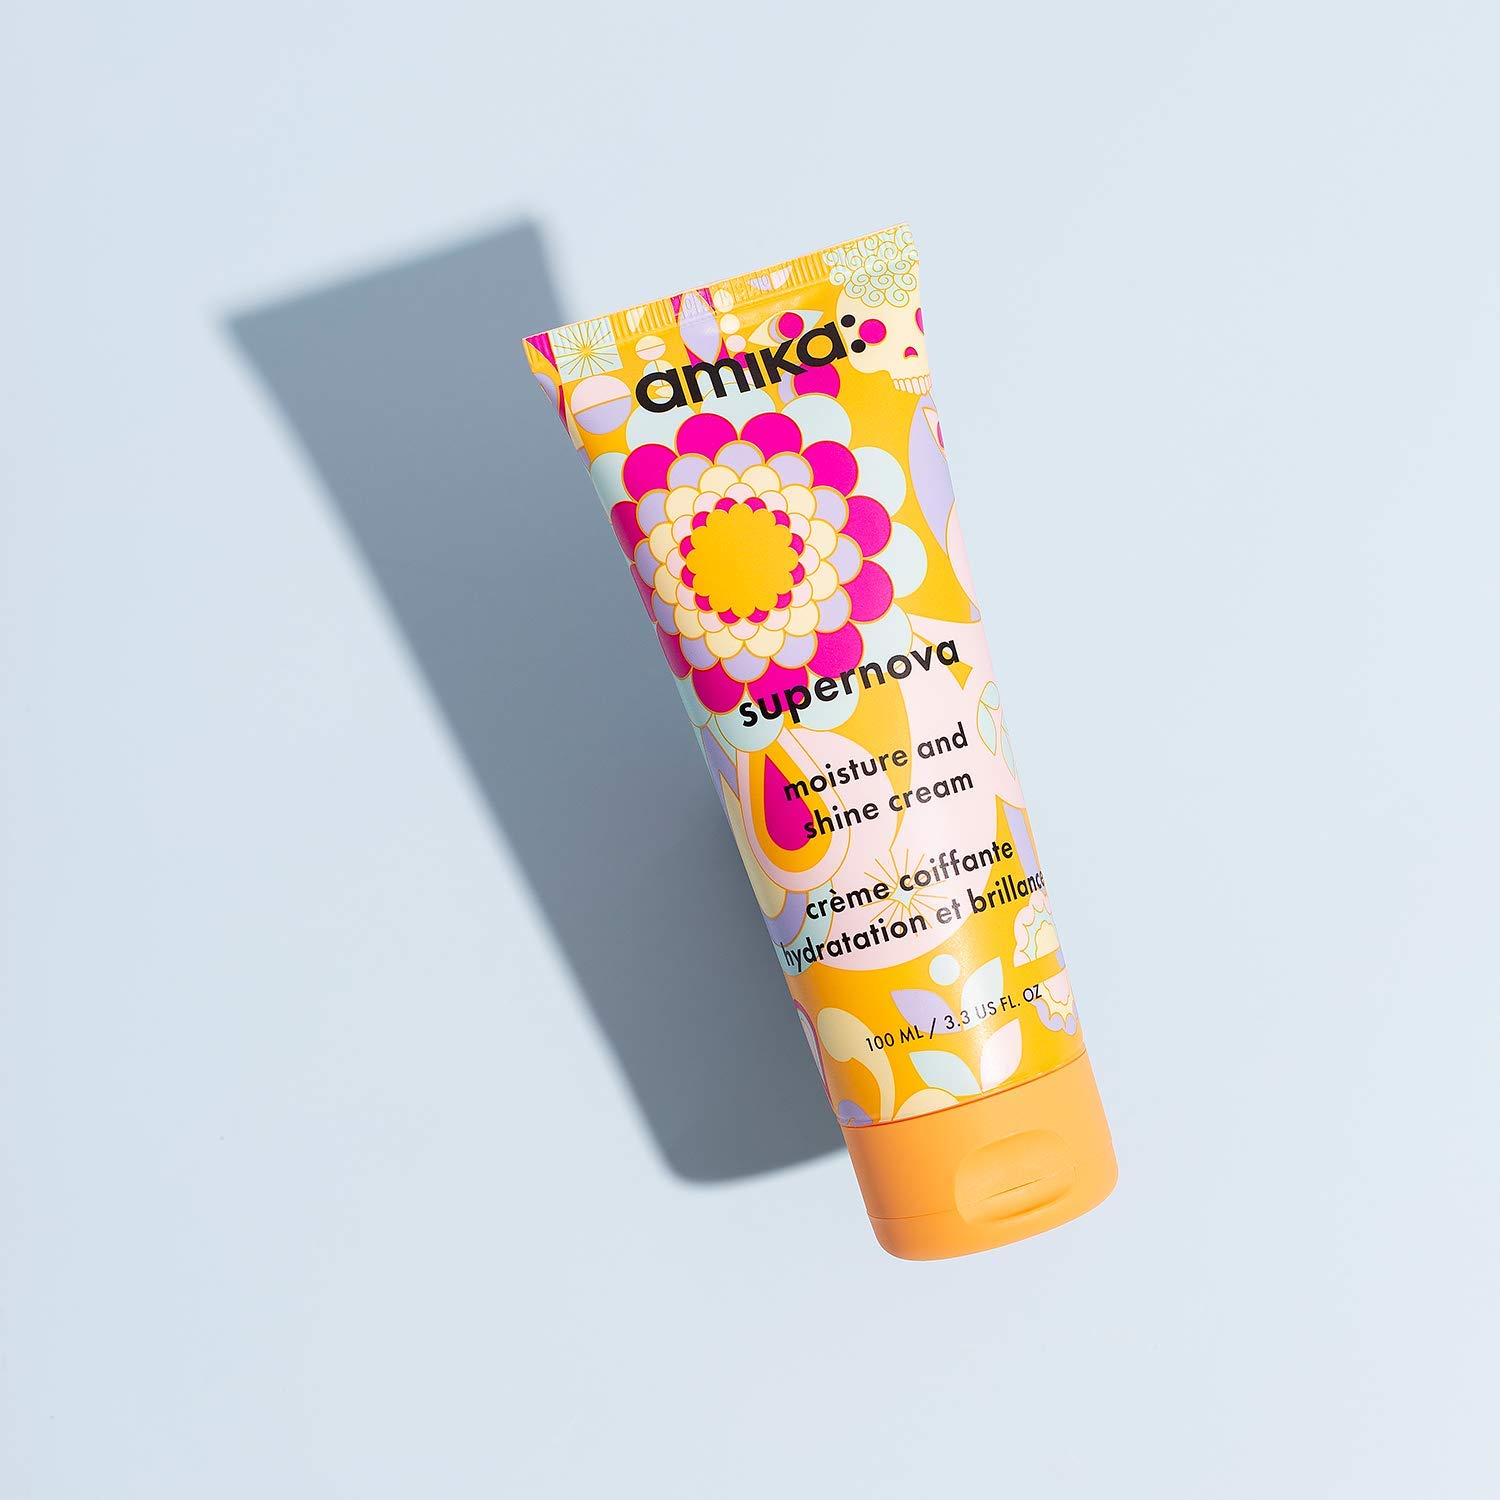 amika:
supernova
moisture and
shine cream
crème coiffante
hydratation et brillance
100 ML / 3.3 US FL. OZ